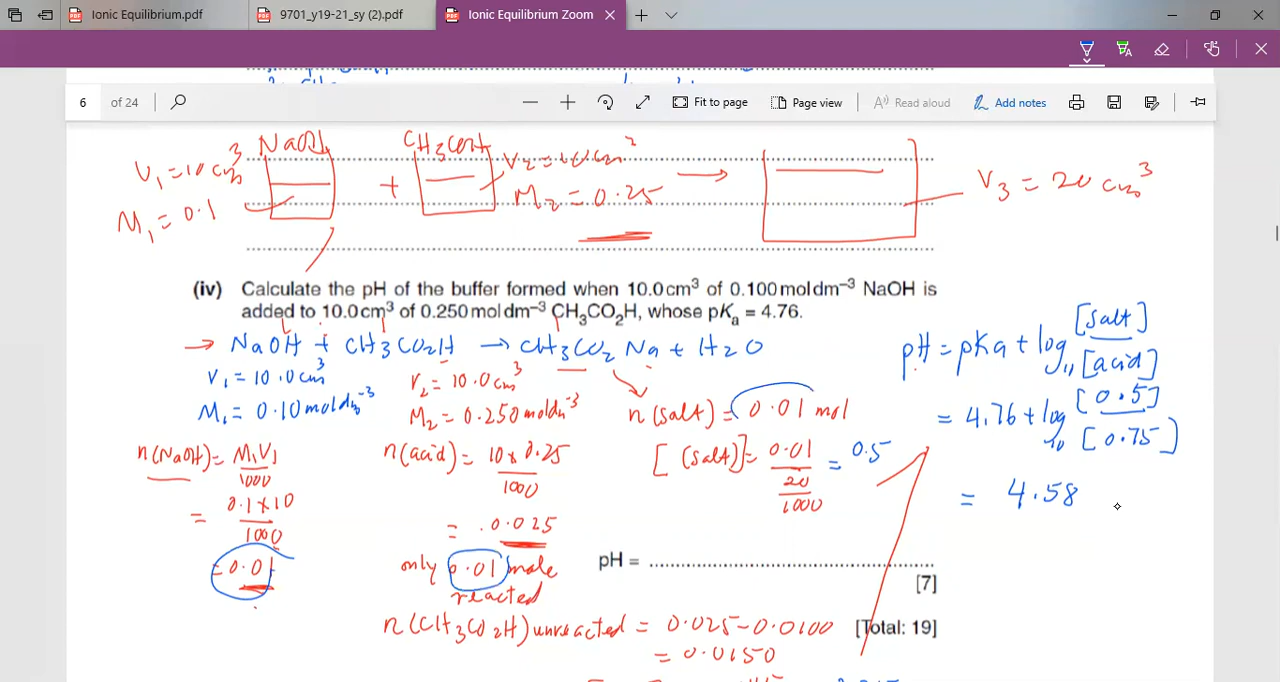 Ionic Equilibrium.pdf
9701_y19-21_sy (2).pdf
Ionic Equilibrium Zoom
6 of 24
Fit to page
Page view
Read aloud
Add notes
NaOH
CH3COOH
V1 = 10 cm3
M1 = 0.1
+
V2 = 10 cm3
M2 = 0.25
→
V3 = 20 cm3
(iv) Calculate the pH of the buffer formed when 10.0 cm³ of 0.100 mol dm⁻³ NaOH is
added to 10.0 cm³ of 0.250 mol dm⁻³ CH₃CO₂H, whose pKₐ = 4.76.
→ NaOH + CH3CO2H → CH3CO2Na + H2O
V1 = 10.0 cm3
M1 = 0.10 mol dm-3
n(NaOH) = M1V1/1000
= 0.1 × 10/1000
= 0.01
V2 = 10.0 cm3
M2 = 0.250 mol dm-3
n(acid) = 10 × 0.25/1000
= 0.025
only 0.01 mole
reacted
n(salt) = 0.01 mol
[(salt)] = 0.01/20/1000 = 0.5
pH = pKa + log10 [salt]/[acid]
= 4.76 + log10 [0.5]/[0.75]
= 4.58
pH = ..........................................................
[7]
n(CH3CO2H) unreacted = 0.025 - 0.0100
[Total: 19]
= 0.0150